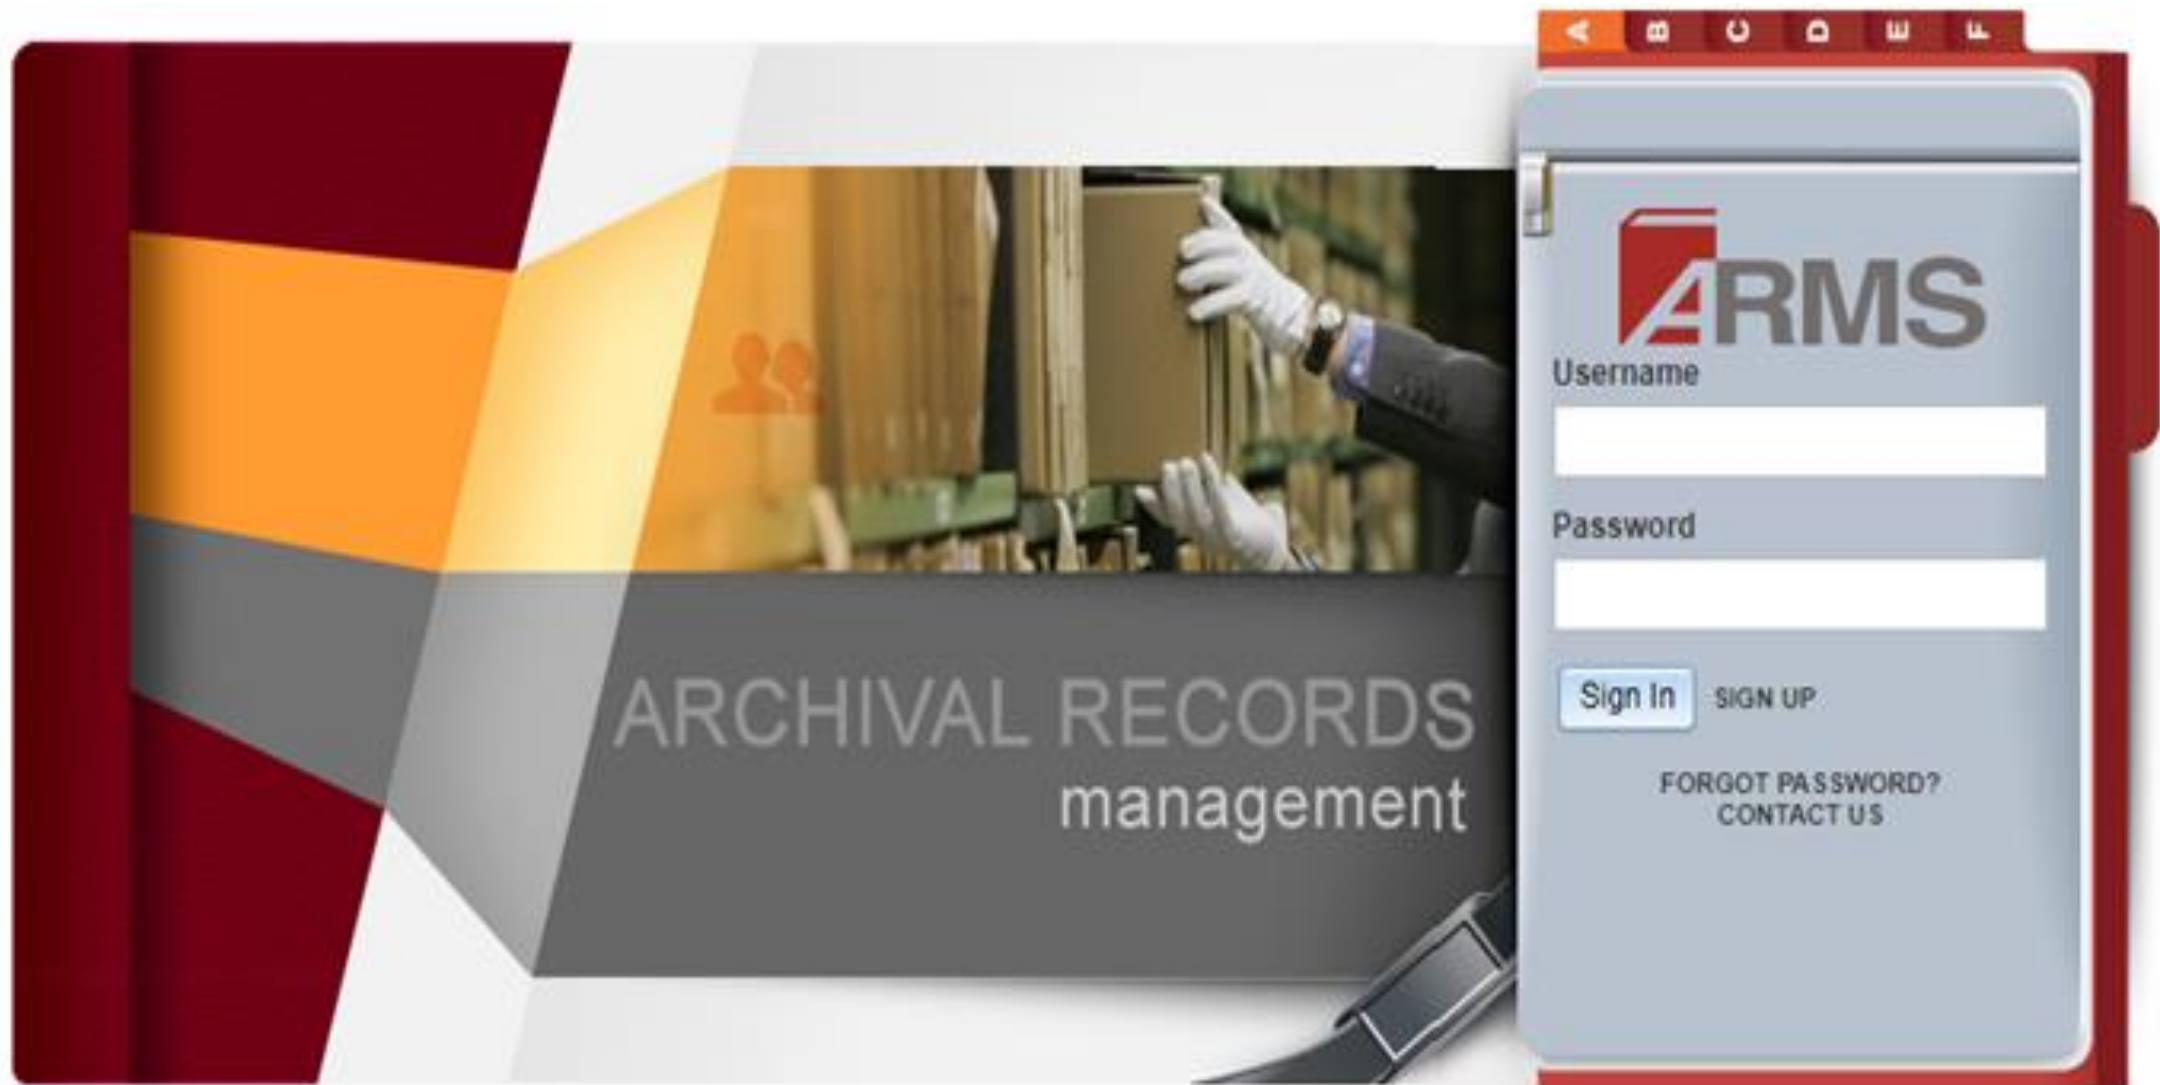 A B C D E F
ARMS
Username
Password
Sign In SIGN UP
FORGOT PASSWORD?
CONTACT US
ARCHIVAL RECORDS
management